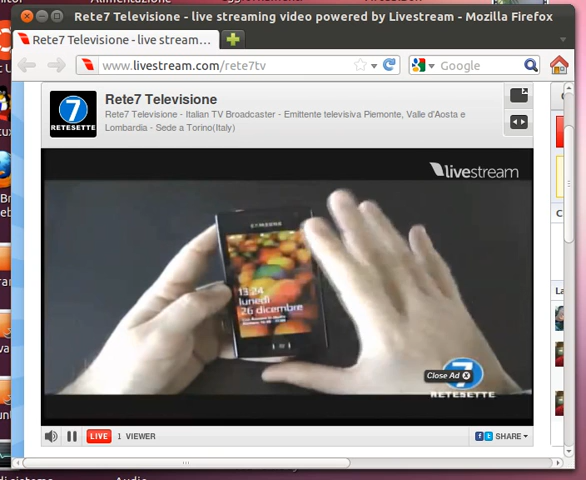 Rete7 Televisione - live streaming video powered by Livestream - Mozilla Firefox
Rete7 Televisione - live stream...
www.livestream.com/rete7tv
Google
7
RETESETTE
Rete7 Televisione
Rete7 Televisione - Italian TV Broadcaster - Emittente televisiva Piemonte, Valle d'Aosta e
Lombardia - Sede a Torino(Italy)
livestream
SAMSUNG
13:24
lunedì
26 dicembre
Close Ad X
7
RETESETTE
LIVE
1 VIEWER
SHARE